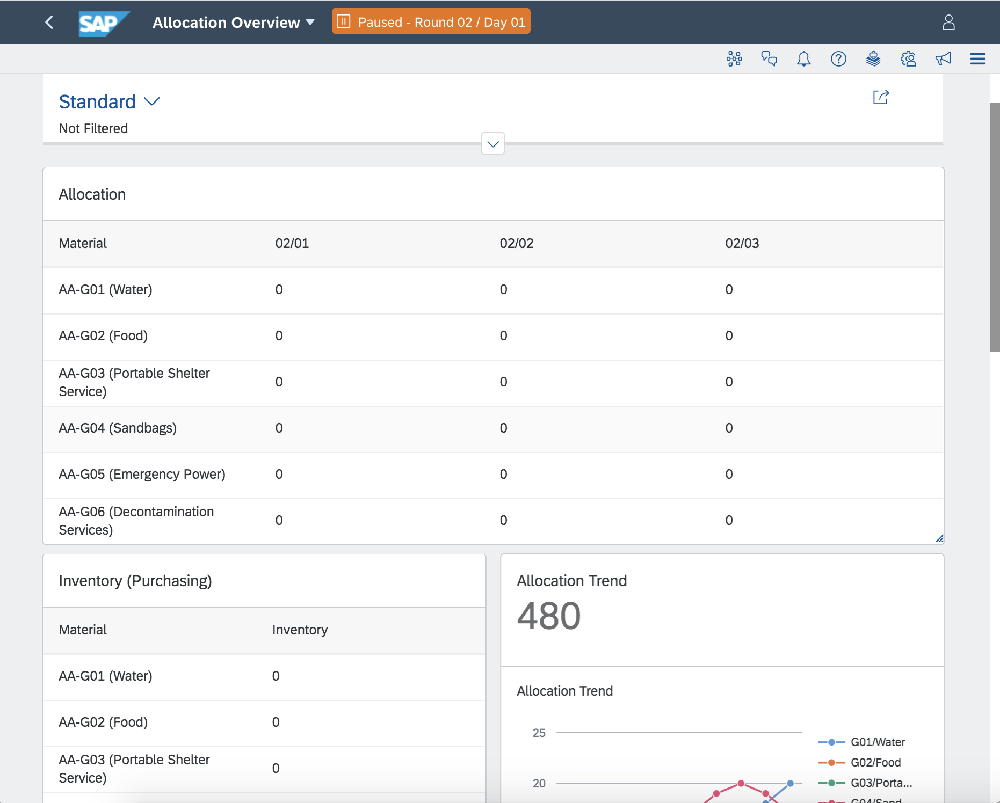 SAP Allocation Overview Paused - Round 02 / Day 01
Standard
Not Filtered
Allocation
Material 02/01 02/02 02/03
AA-G01 (Water) 0 0 0
AA-G02 (Food) 0 0 0
AA-G03 (Portable Shelter
Service) 0 0 0
AA-G04 (Sandbags) 0 0 0
AA-G05 (Emergency Power) 0 0 0
AA-G06 (Decontamination
Services) 0 0 0
Inventory (Purchasing)
Material Inventory
AA-G01 (Water) 0
AA-G02 (Food) 0
AA-G03 (Portable Shelter
Service) 0
Allocation Trend
480
Allocation Trend
25
20
G01/Water
G02/Food
G03/Porta...
G04/Sand